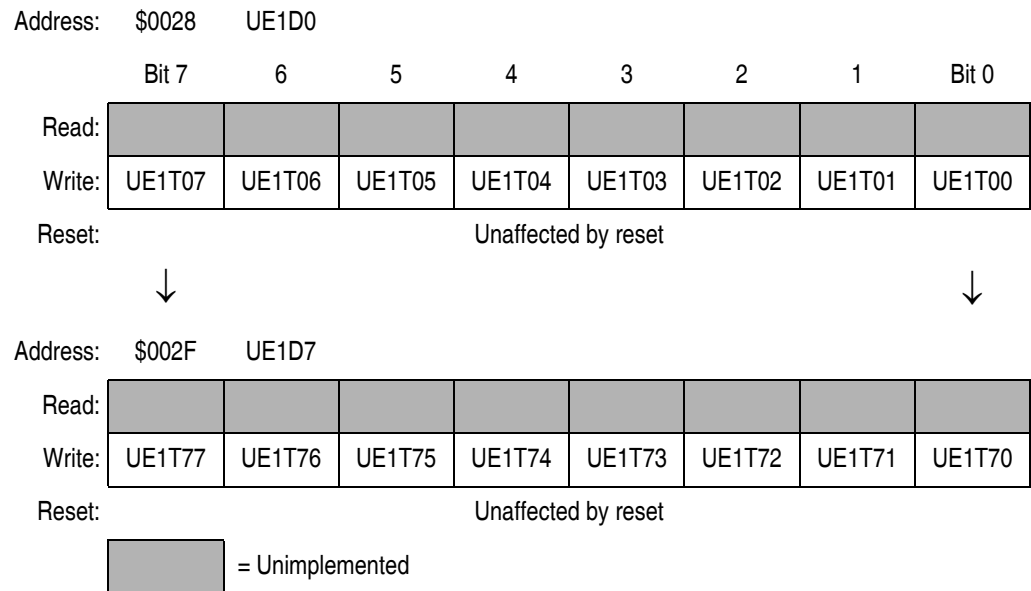 Address: $0028 UE1D0
Bit 7 6 5 4 3 2 1 Bit 0
Read:
Write: UE1T07 UE1T06 UE1T05 UE1T04 UE1T03 UE1T02 UE1T01 UE1T00
Reset: Unaffected by reset
↓ ↓
Address: $002F UE1D7
Read:
Write: UE1T77 UE1T76 UE1T75 UE1T74 UE1T73 UE1T72 UE1T71 UE1T70
Reset: Unaffected by reset
= Unimplemented